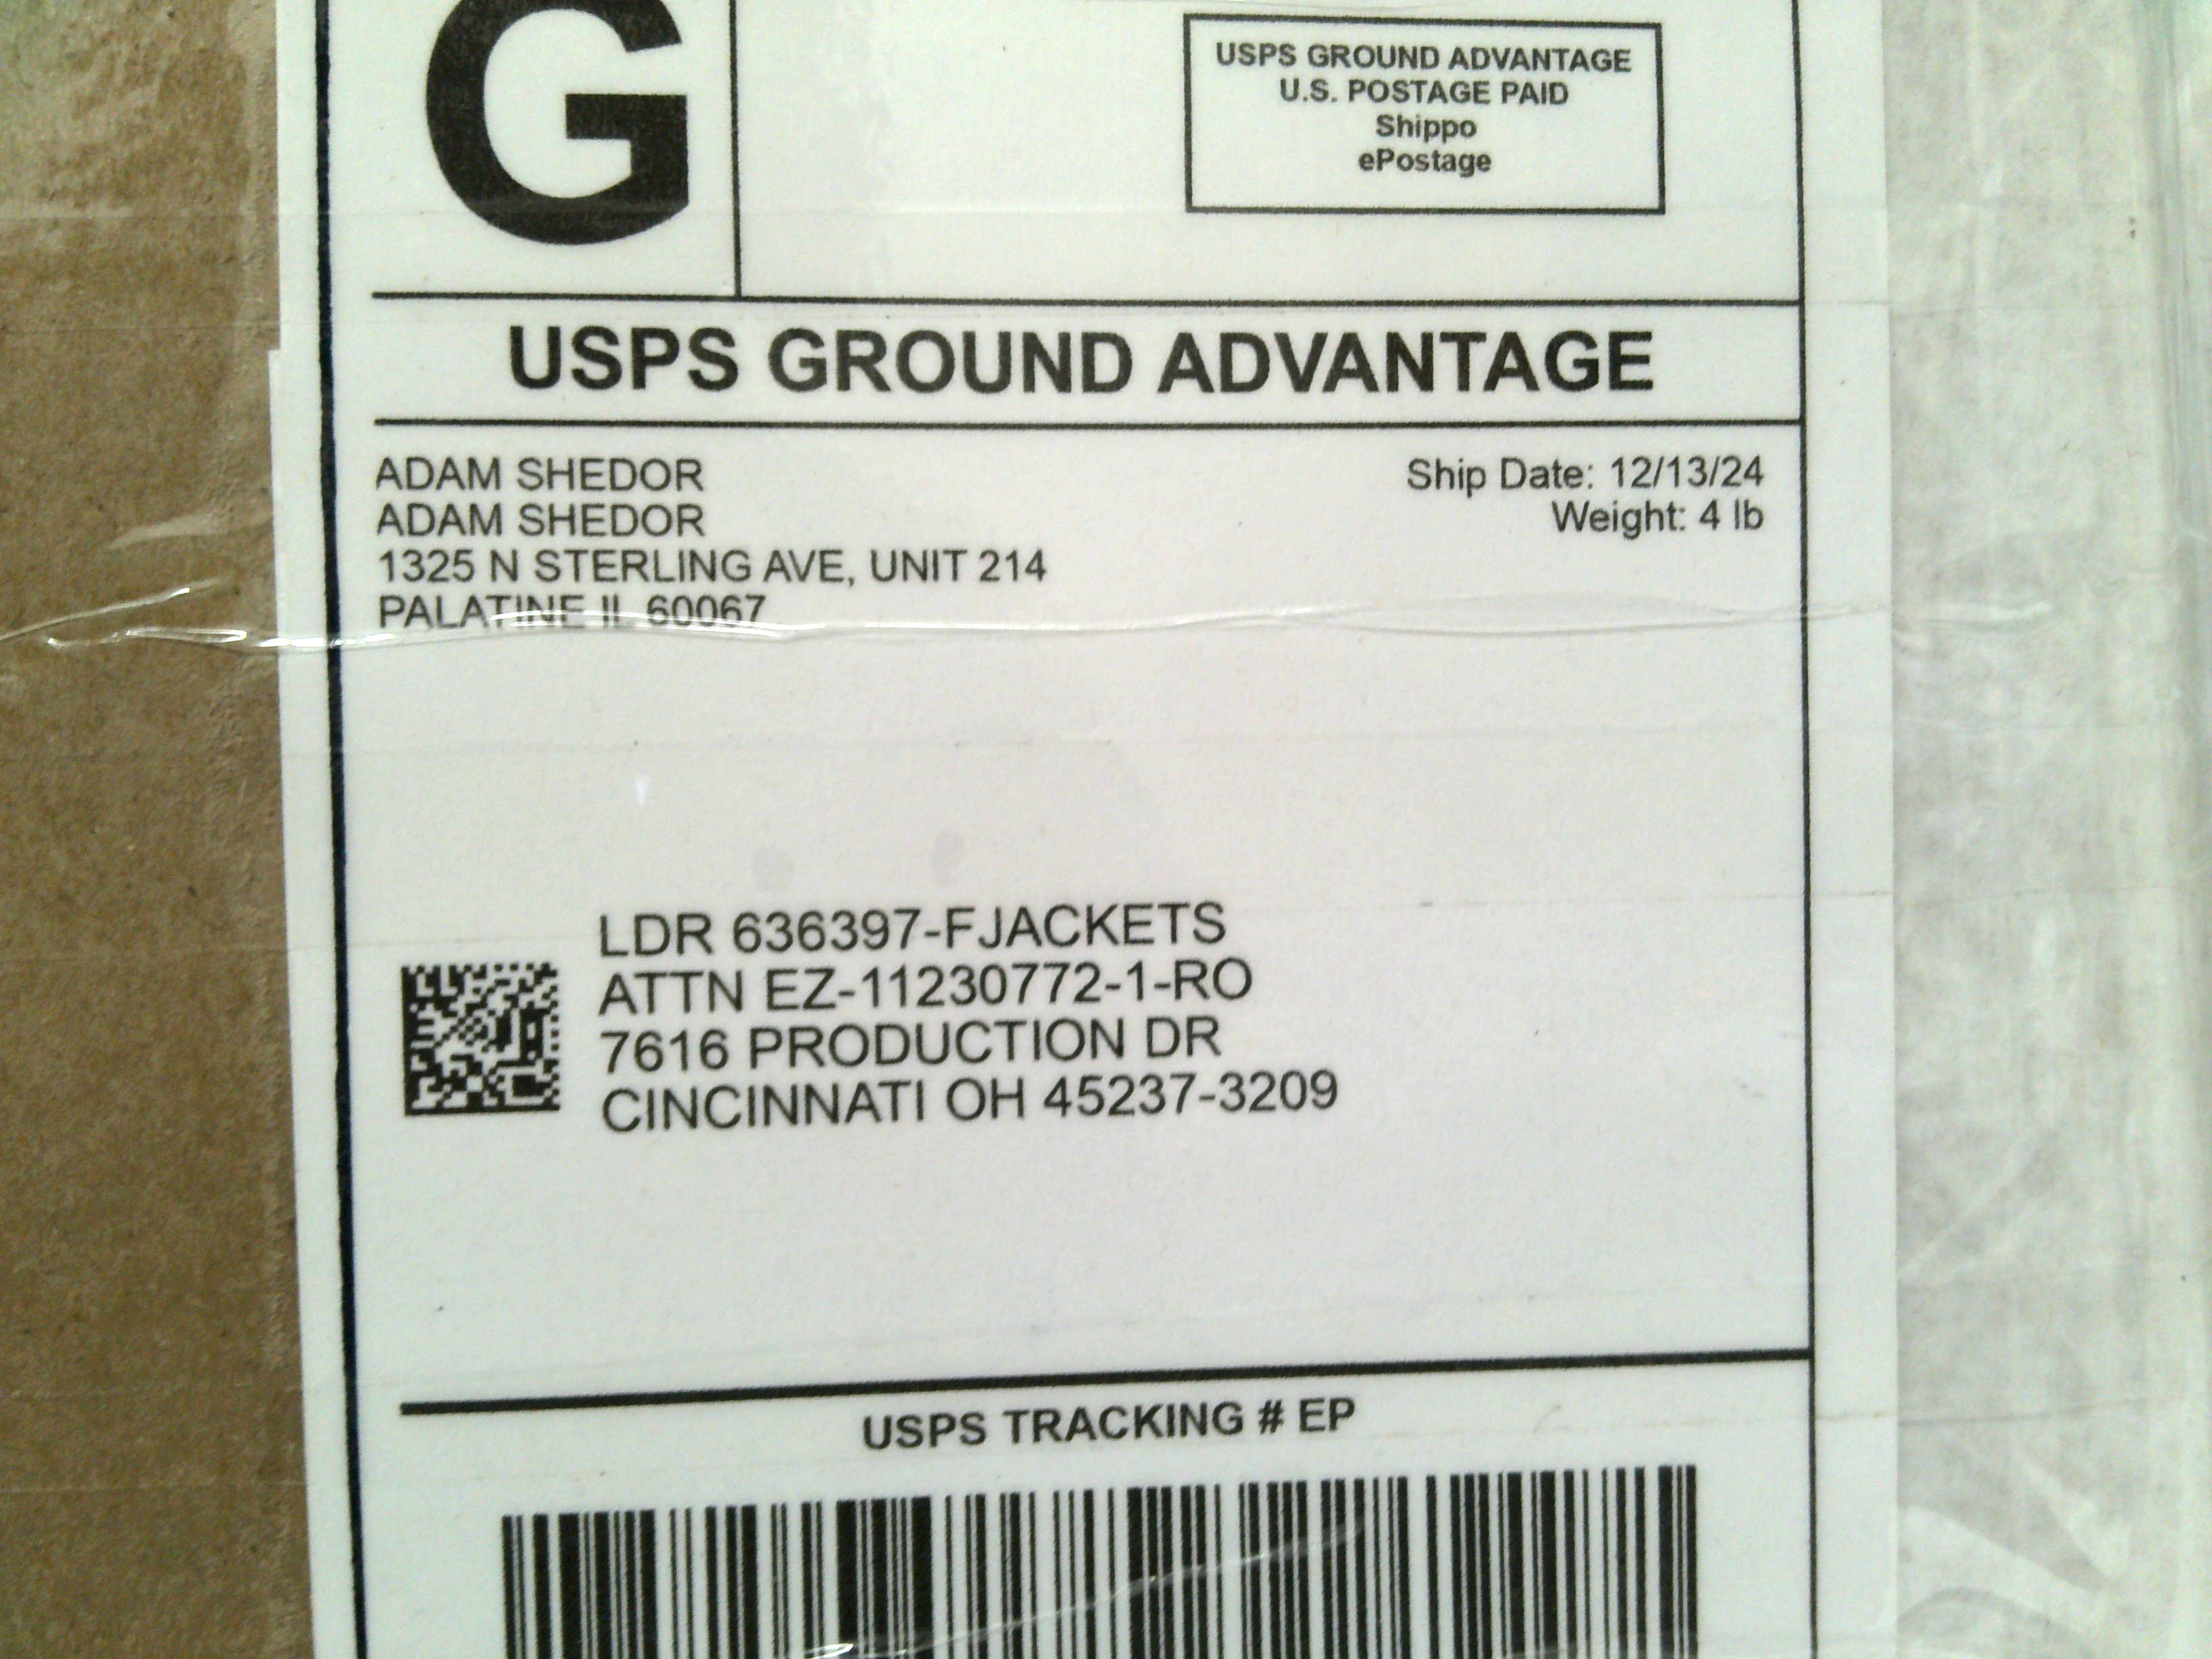 G
USPS GROUND ADVANTAGE
U.S. POSTAGE PAID
Shippo
ePostage
USPS GROUND ADVANTAGE
ADAM SHEDOR
ADAM SHEDOR
1325 N STERLING AVE, UNIT 214
PALATINE IL 60067
Ship Date: 12/13/24
Weight: 4 lb
LDR 636397-FJACKETS
ATTN EZ-11230772-1-RO
7616 PRODUCTION DR
CINCINNATI OH 45237-3209
USPS TRACKING # EP